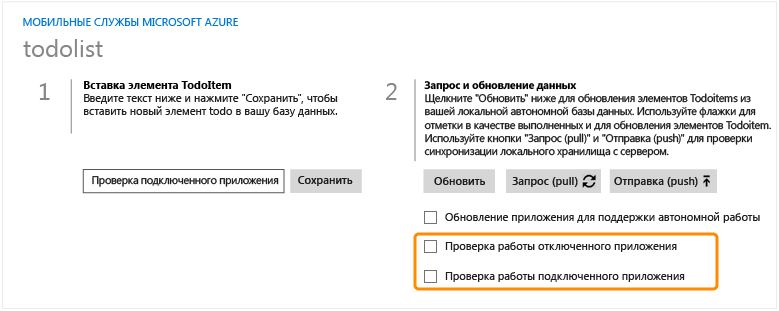 МОБИЛЬНЫЕ СЛУЖБЫ MICROSOFT AZURE
todolist
1
Вставка элемента TodoItem
Введите текст ниже и нажмите "Сохранить", чтобы
вставить новый элемент todo в вашу базу данных.
Проверка подключенного приложения
Сохранить
2
Запрос и обновление данных
Щелкните "Обновить" ниже для обновления элементов Todoitems из
вашей локальной автономной базы данных. Используйте флажки для
отметки в качестве выполненных и для обновления элементов Todoitem.
Используйте кнопки "Запрос (pull)" и "Отправка (push)" для проверки
синхронизации локального хранилища с сервером.
Обновить
Запрос (pull)
Отправка (push)
Обновление приложения для поддержки автономной работы
Проверка работы отключенного приложения
Проверка работы подключенного приложения